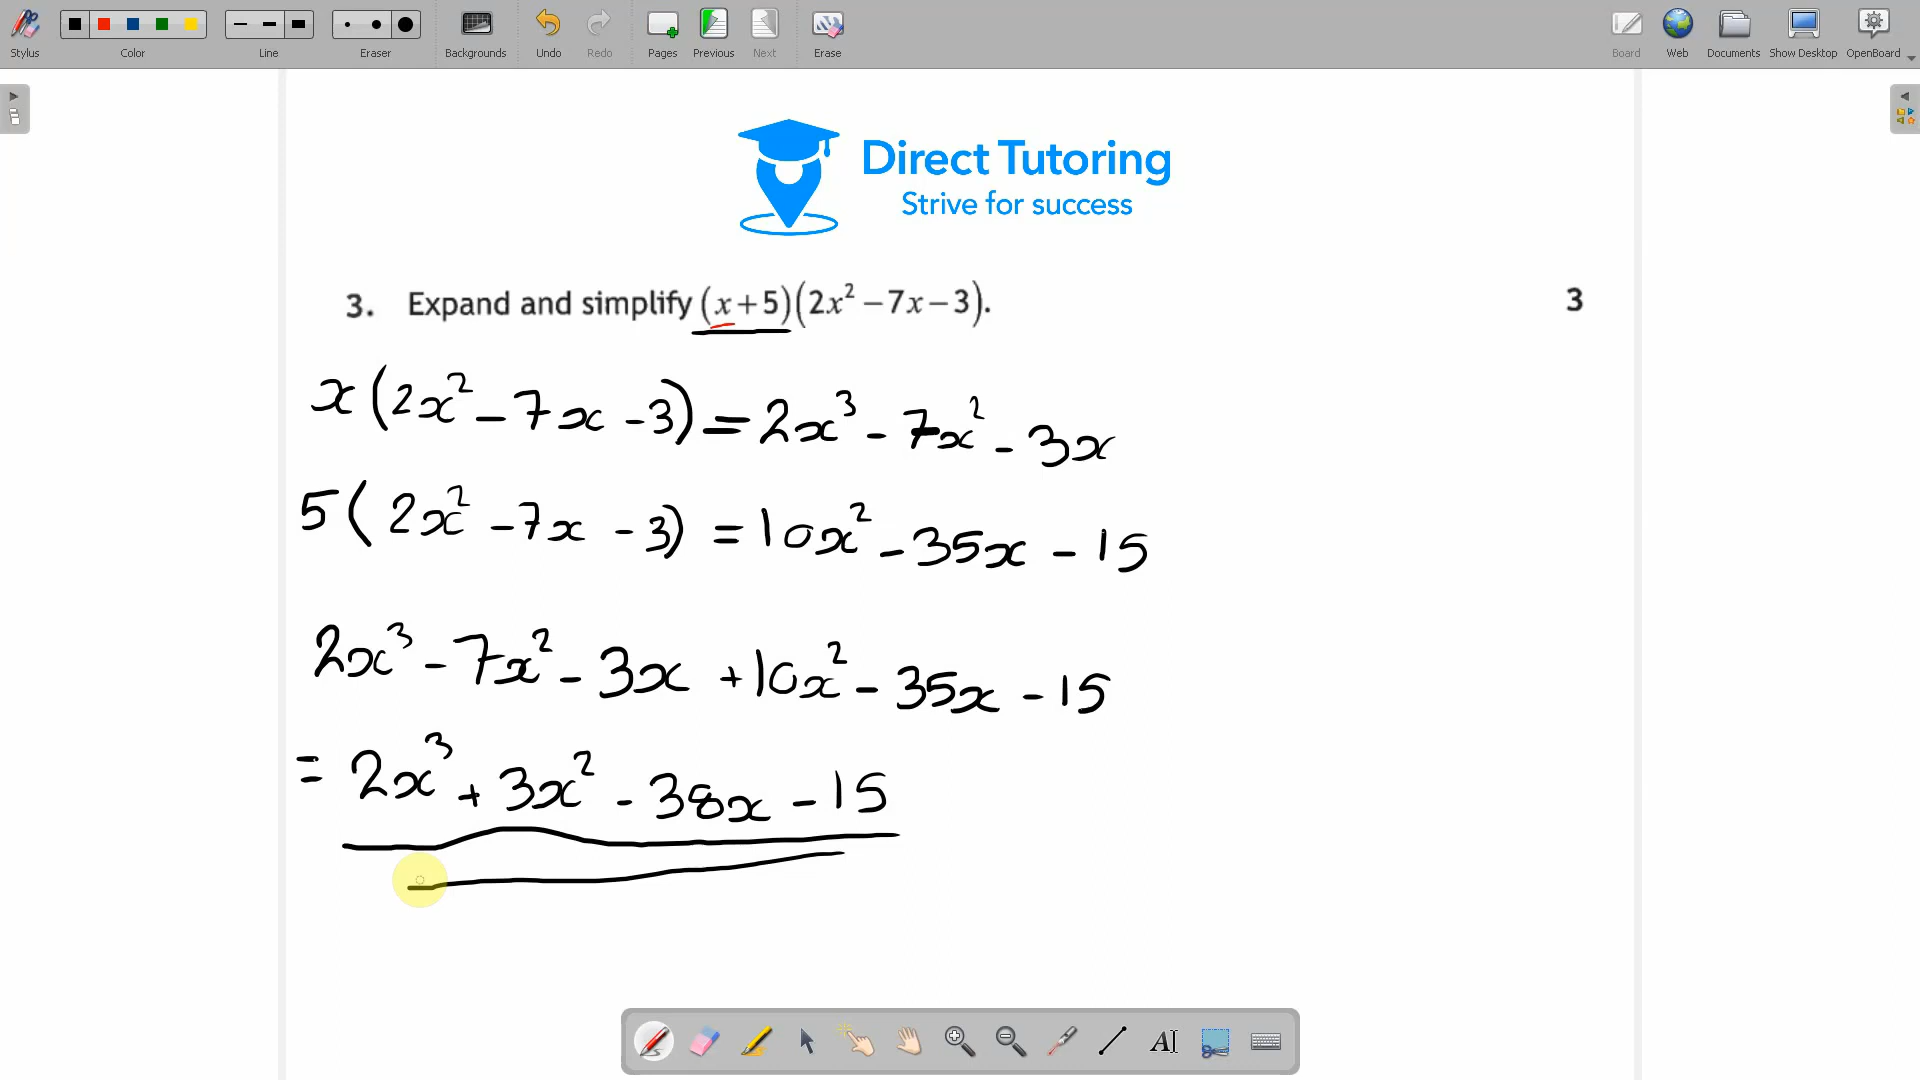 Stylus Color Line Eraser Backgrounds Undo Redo Pages Previous Next Erase Board Web Documents Show Desktop OpenBoard
Direct Tutoring
Strive for success
3. Expand and simplify (x+5)(2x² −7x−3). 3
x(2x² − 7x − 3) = 2x³ − 7x² − 3x
5(2x² − 7x − 3) = 10x² − 35x − 15
2x³ − 7x² − 3x + 10x² − 35x − 15
= 2x³ + 3x² − 38x − 15
AI